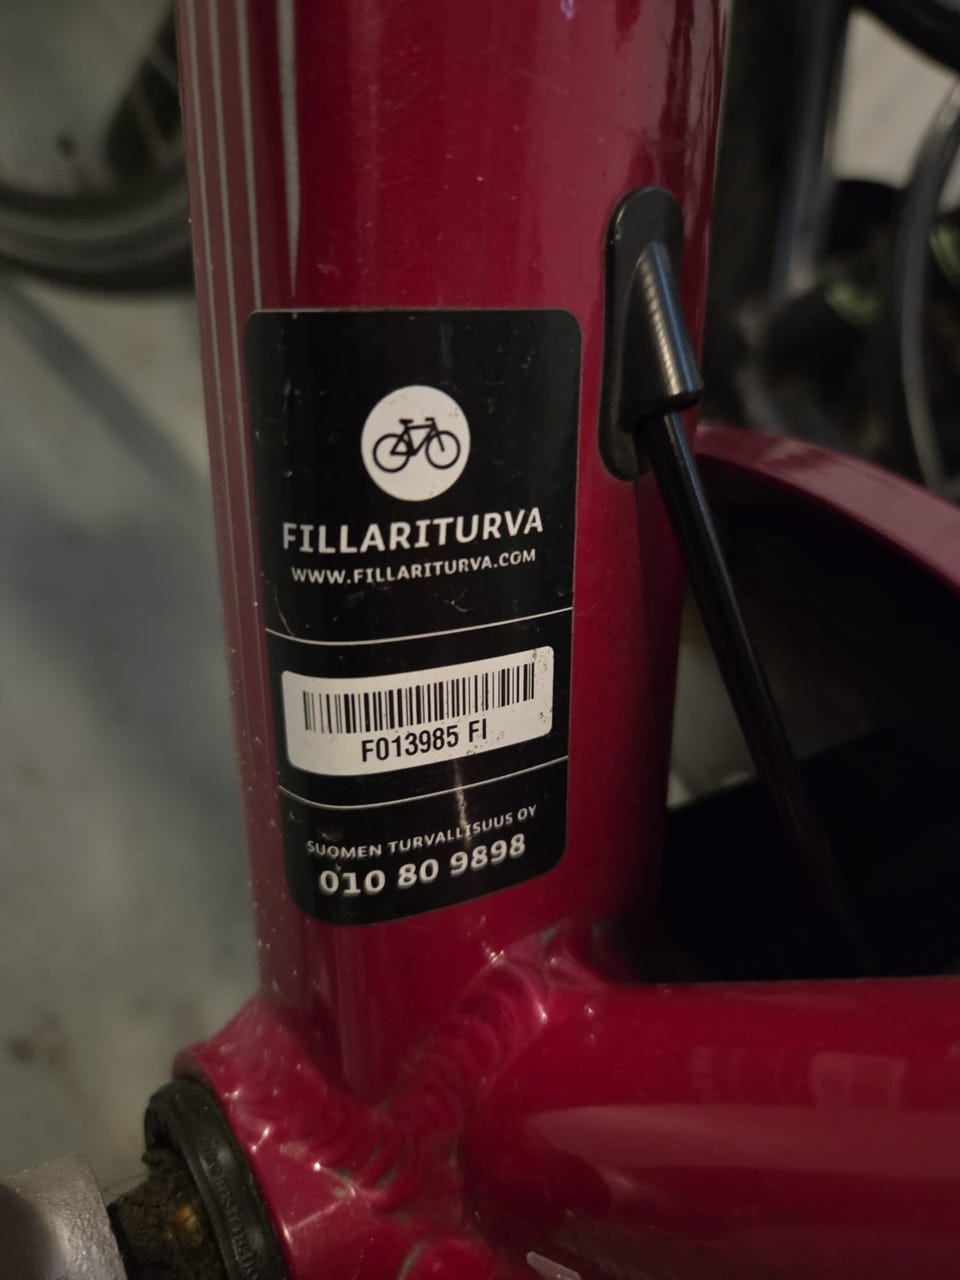 FILLARITURVA
WWW.FILLARITURVA.COM
F013985 FI
SUOMEN TURVALLISUUS OY
010 80 9898